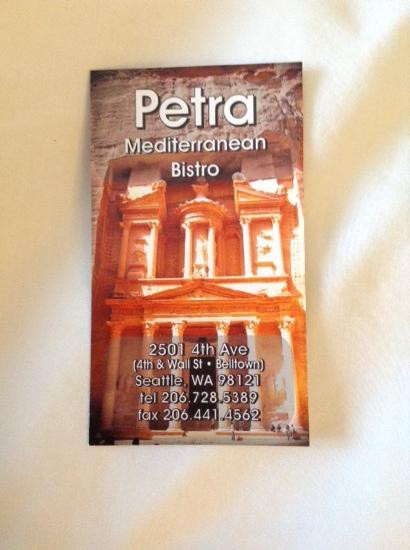 Petra
Mediterranean
Bistro
2501 4th Ave
(4th & Wall St • Belltown)
Seattle, WA 98121
tel 206.728.5389
fax 206.441.4562